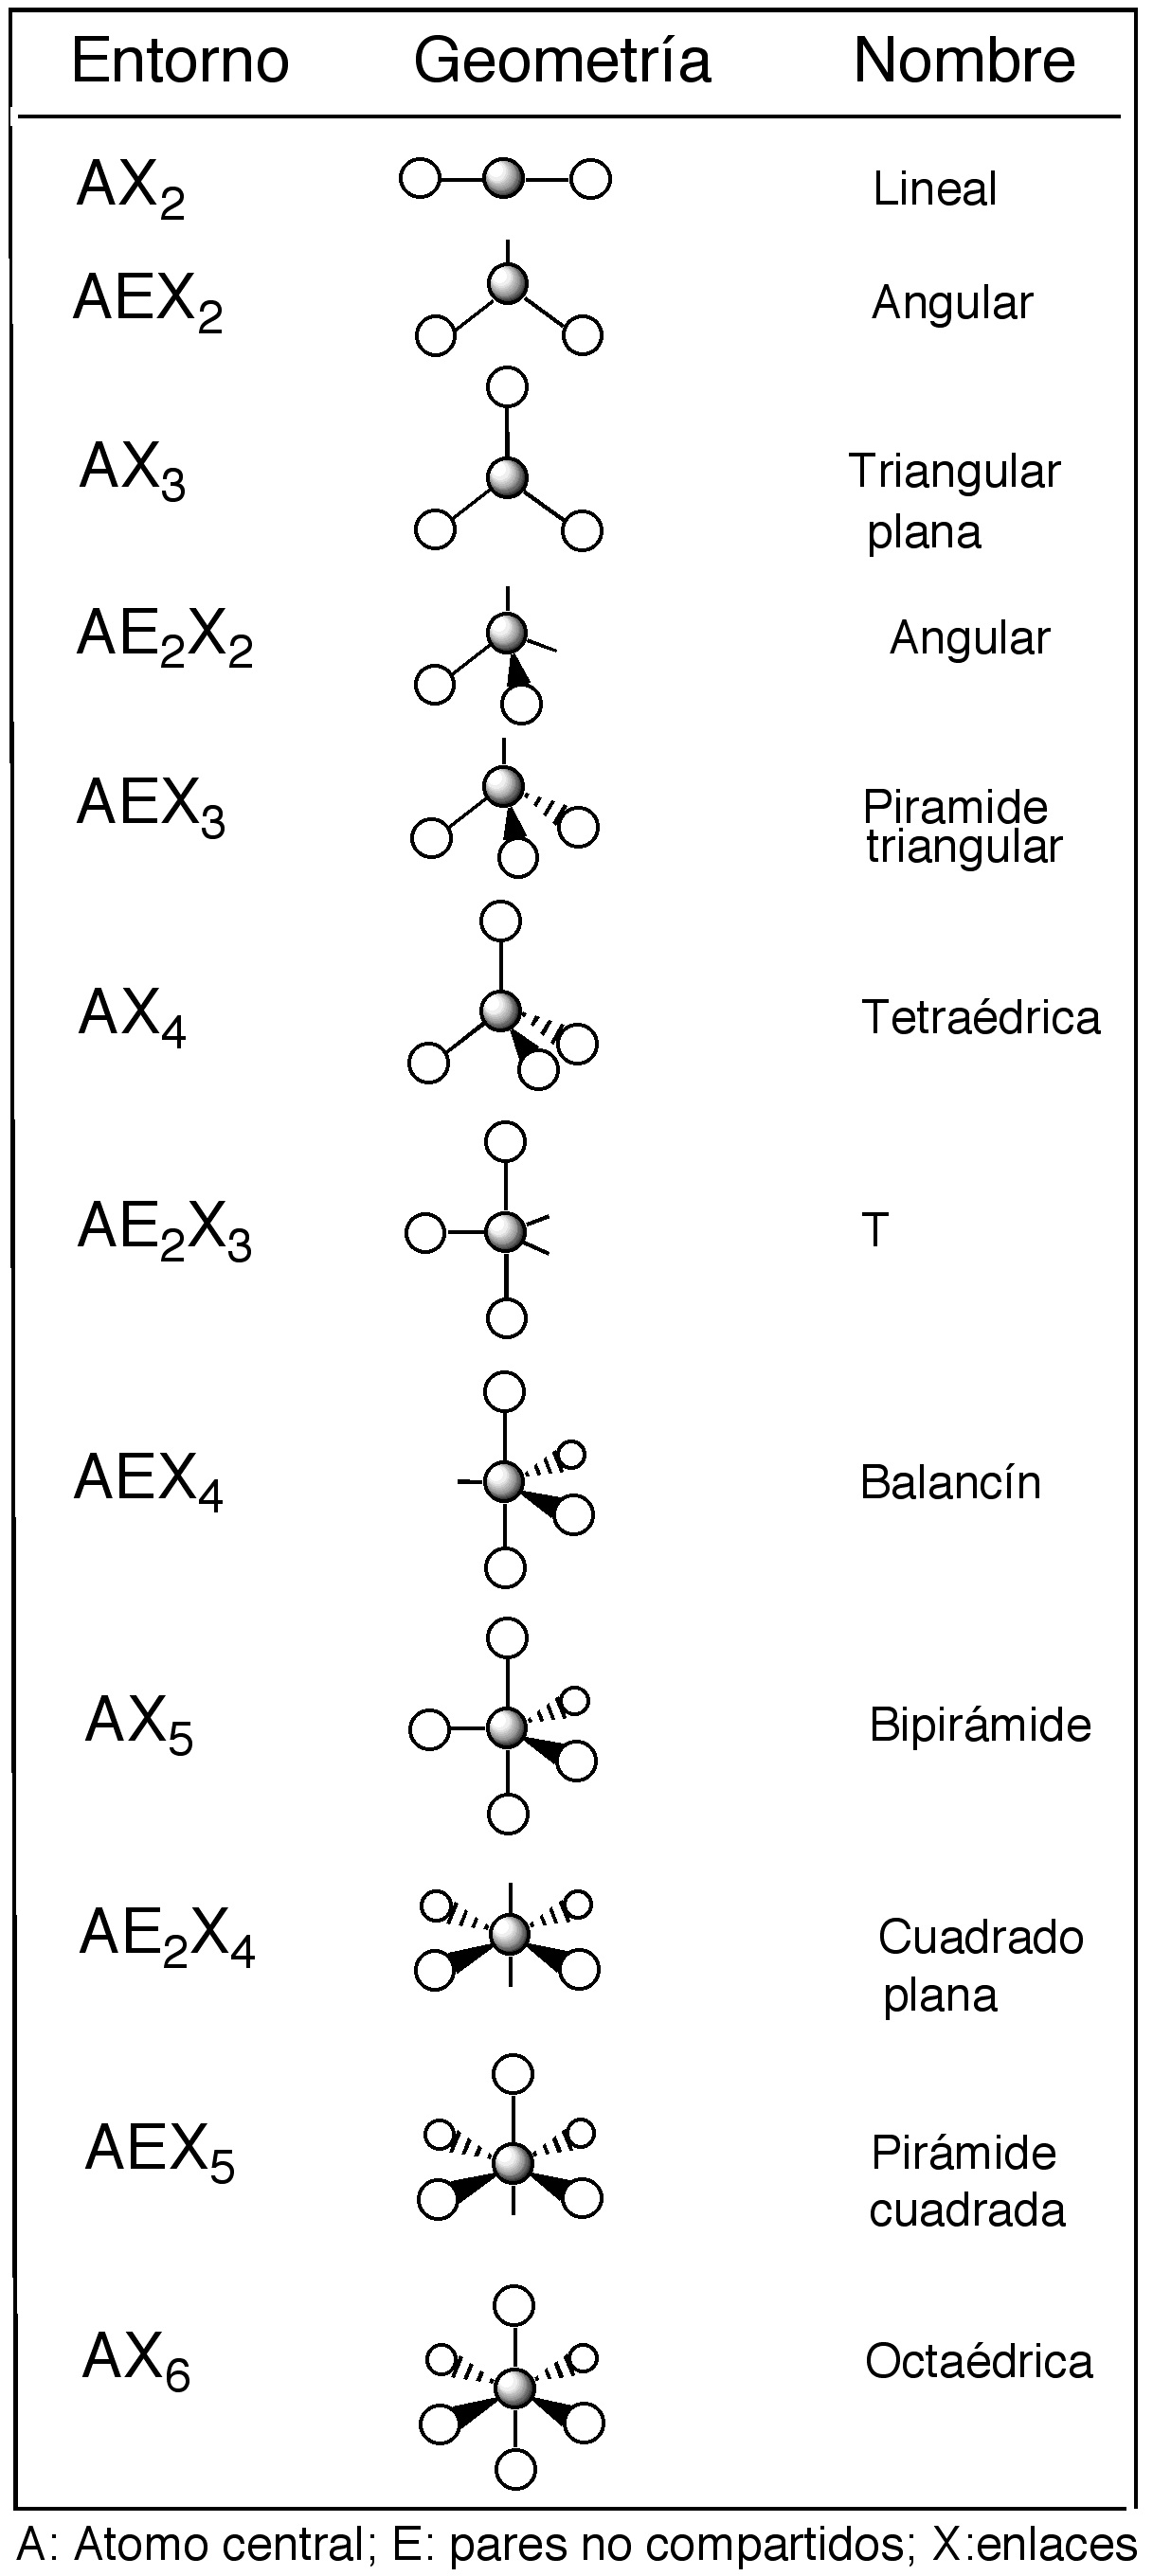 Entorno Geometría Nombre
AX2 Lineal
AEX2 Angular
AX3 Triangular
plana
AE2X2 Angular
AEX3 Piramide
triangular
AX4 Tetraédrica
AE2X3 T
AEX4 Balancín
AX5 Bipirámide
AE2X4 Cuadrado
plana
AEX5 Pirámide
cuadrada
AX6 Octaédrica
A: Atomo central; E: pares no compartidos; X:enlaces